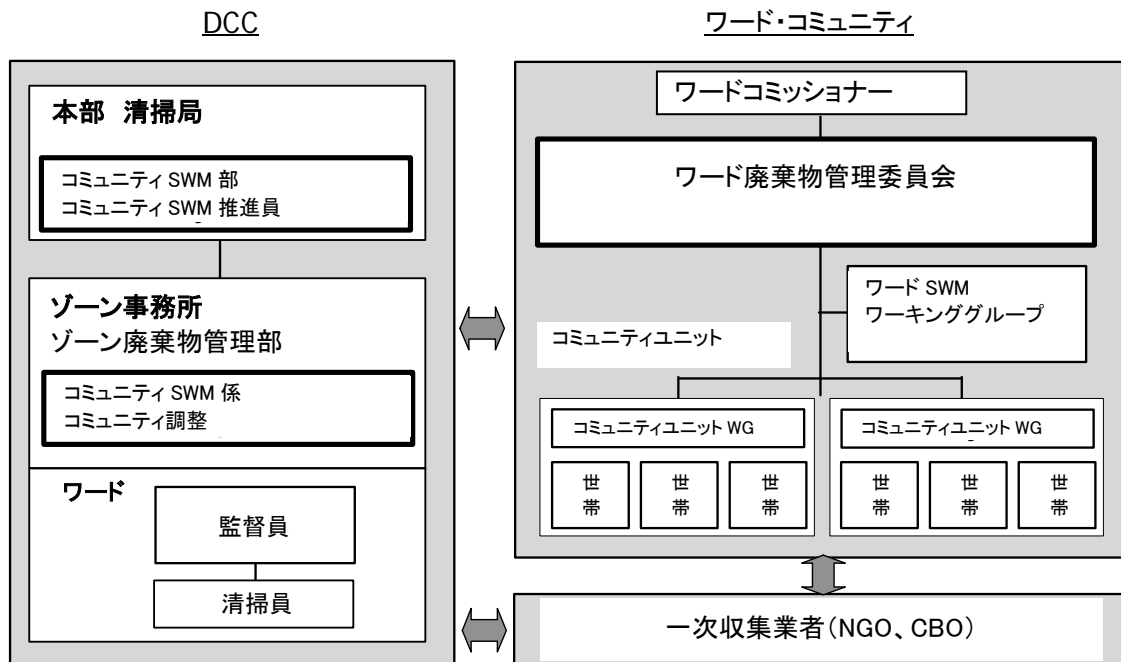 DCC
本部 清掃局
コミュニティ SWM 部
コミュニティ SWM 推進員
ゾーン事務所
ゾーン廃棄物管理部
コミュニティ SWM 係
コミュニティ調整
ワード
監督員
清掃員
ワード・コミュニティ
ワードコミッショナー
ワード廃棄物管理委員会
ワード SWM
ワーキンググループ
コミュニティユニット
コミュニティユニット WG
世帯
世帯
世帯
コミュニティユニット WG
世帯
世帯
世帯
一次収集業者(NGO、CBO)